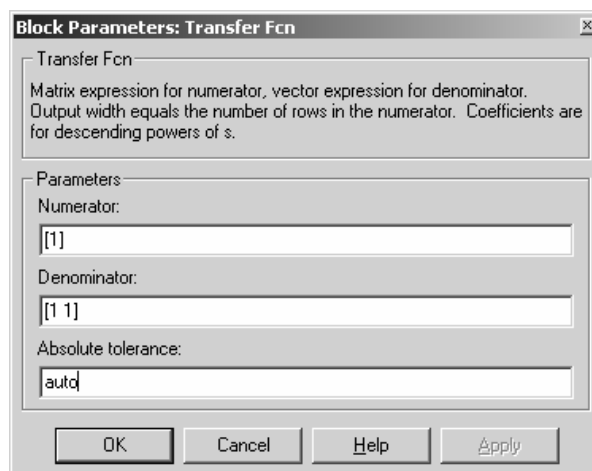 Block Parameters: Transfer Fcn
Transfer Fcn
Matrix expression for numerator, vector expression for denominator.
Output width equals the number of rows in the numerator. Coefficients are
for descending powers of s.
Parameters
Numerator:
[1]
Denominator:
[1 1]
Absolute tolerance:
auto
OK Cancel Help Apply